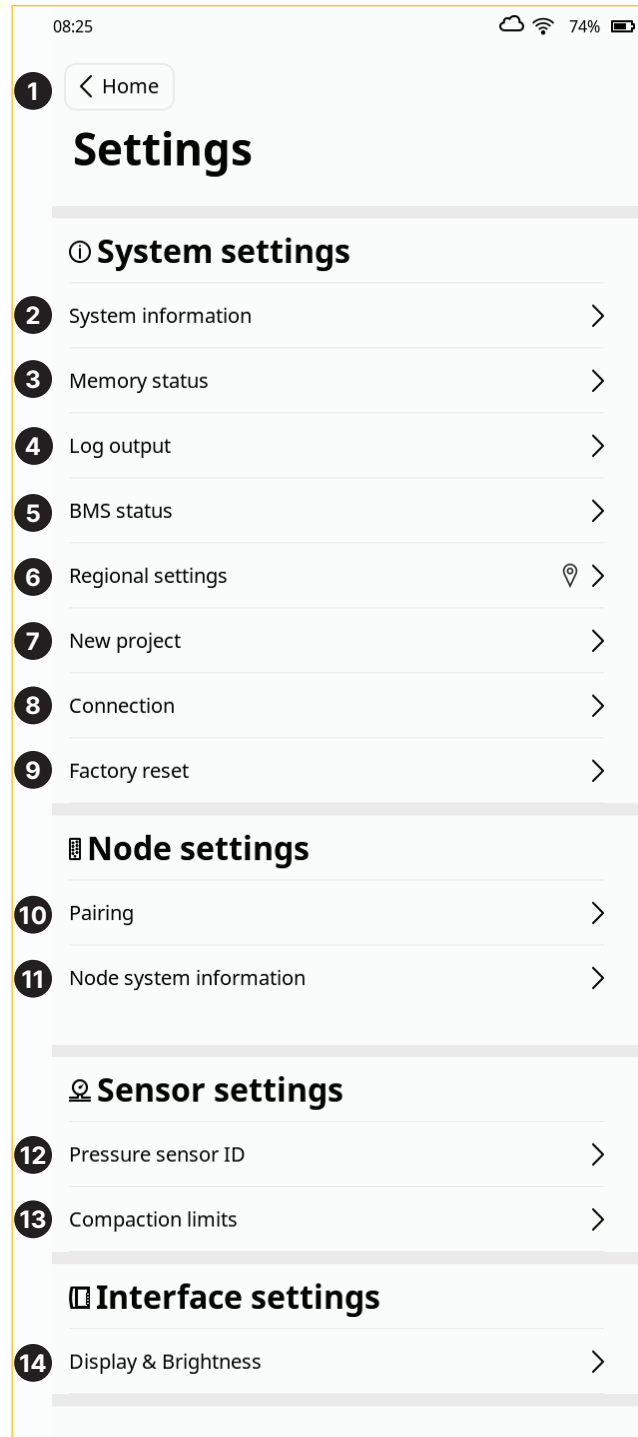 08:25 74%
1 Home
Settings
System settings
2 System information
3 Memory status
4 Log output
5 BMS status
6 Regional settings
7 New project
8 Connection
9 Factory reset
Node settings
10 Pairing
11 Node system information
Sensor settings
12 Pressure sensor ID
13 Compaction limits
Interface settings
14 Display & Brightness